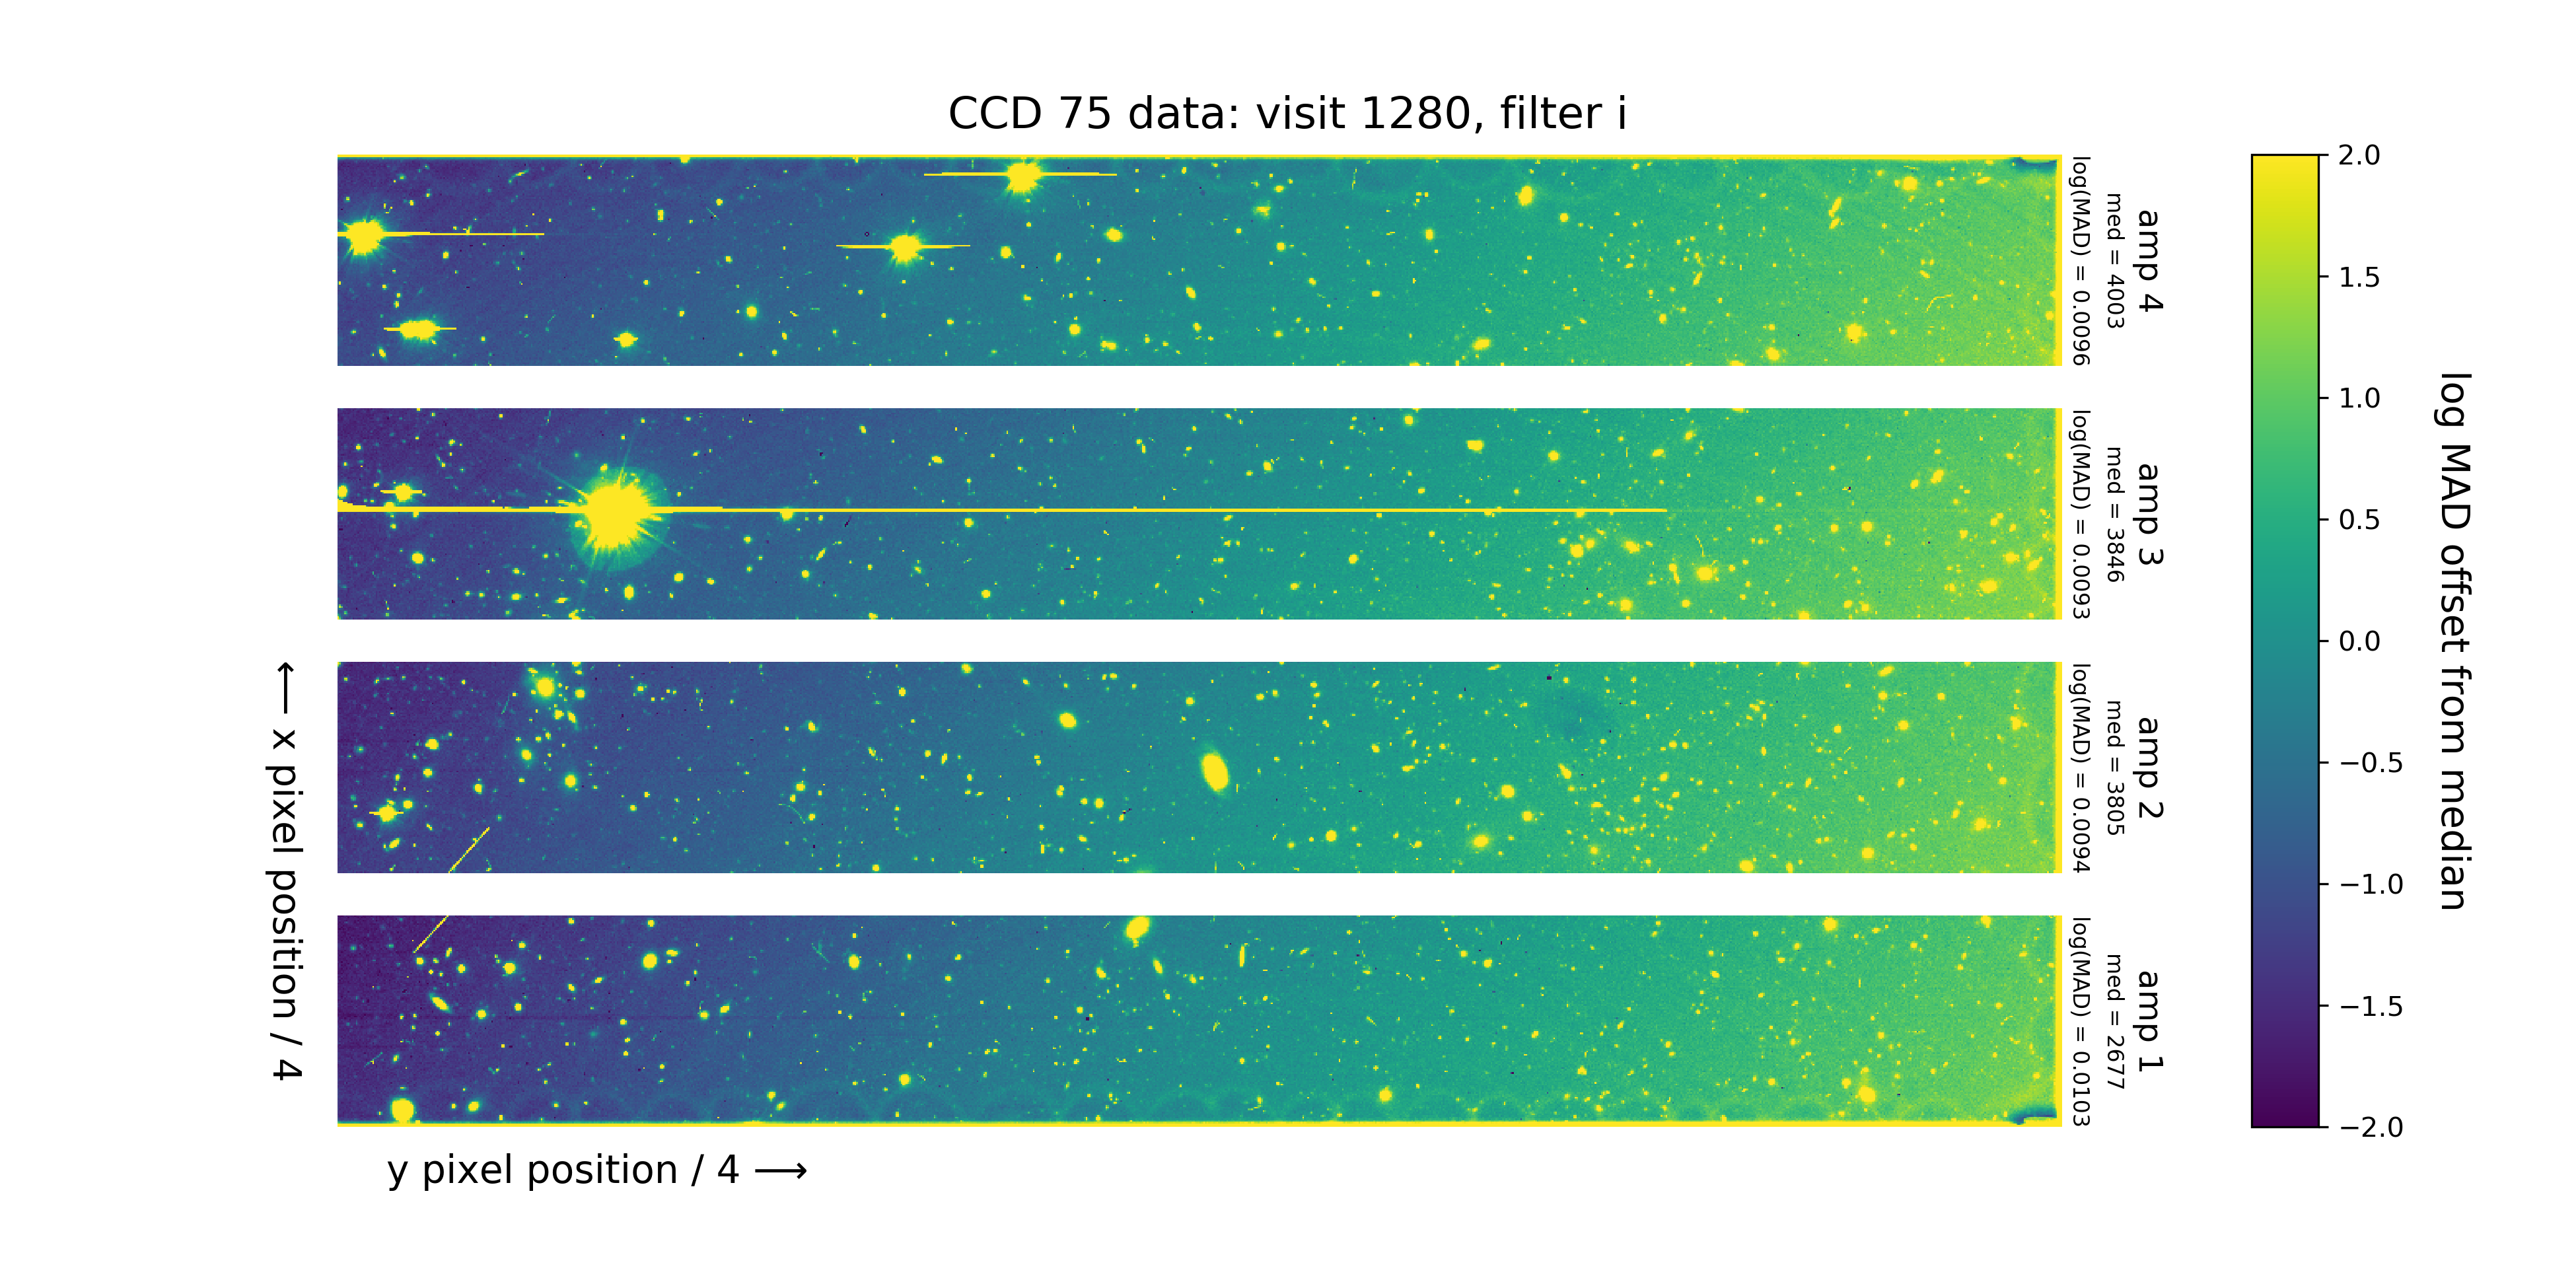 CCD 75 data: visit 1280, filter i
amp 4
med = 4003
log(MAD) = 0.0096
amp 3
med = 3846
log(MAD) = 0.0093
amp 2
med = 3805
log(MAD) = 0.0094
amp 1
med = 2677
log(MAD) = 0.0103
⟵ x pixel position / 4
y pixel position / 4 ⟶
2.0
1.5
1.0
0.5
0.0
−0.5
−1.0
−1.5
−2.0
log MAD offset from median